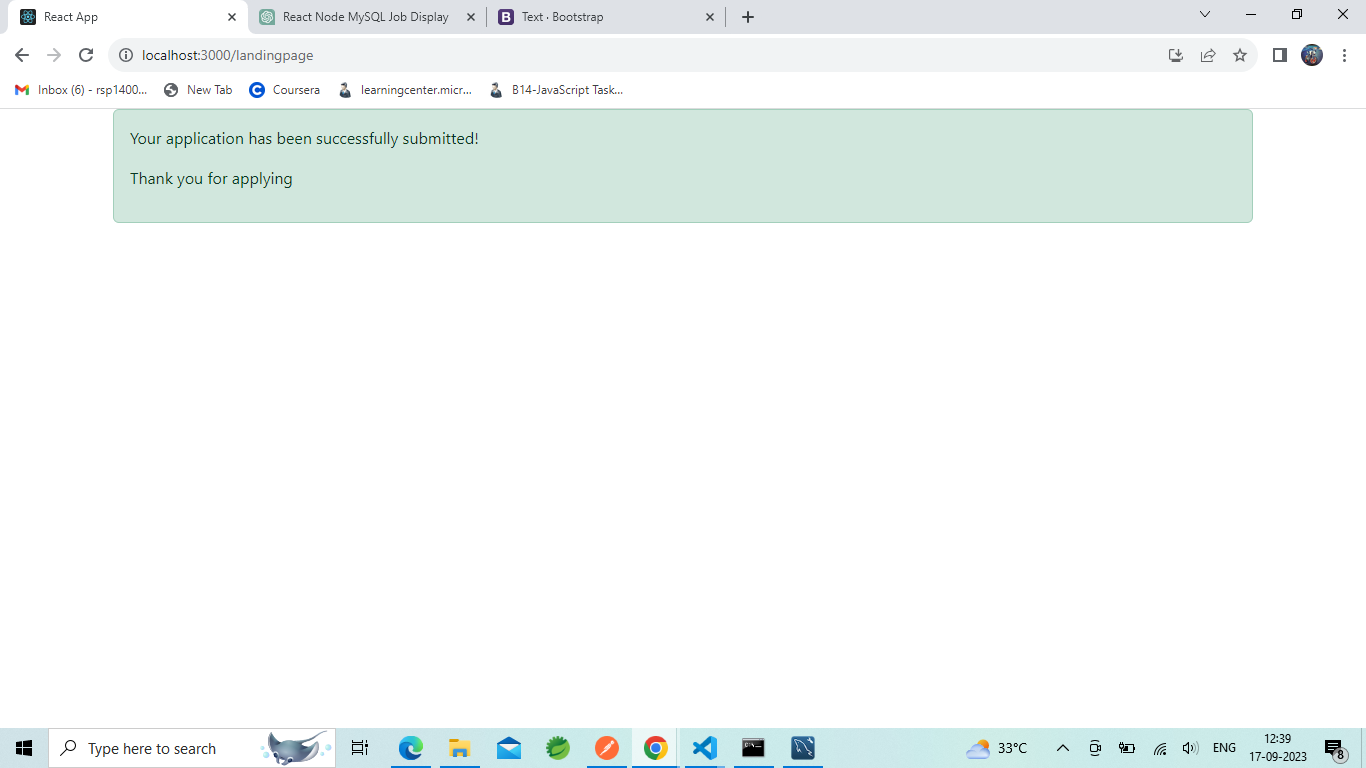 React App
React Node MySQL Job Display
Text · Bootstrap
localhost:3000/landingpage
Inbox (6) - rsp1400...
New Tab
Coursera
learningcenter.micr...
B14-JavaScript Task...
Your application has been successfully submitted!
Thank you for applying
Type here to search
33°C
ENG
12:39
17-09-2023
8